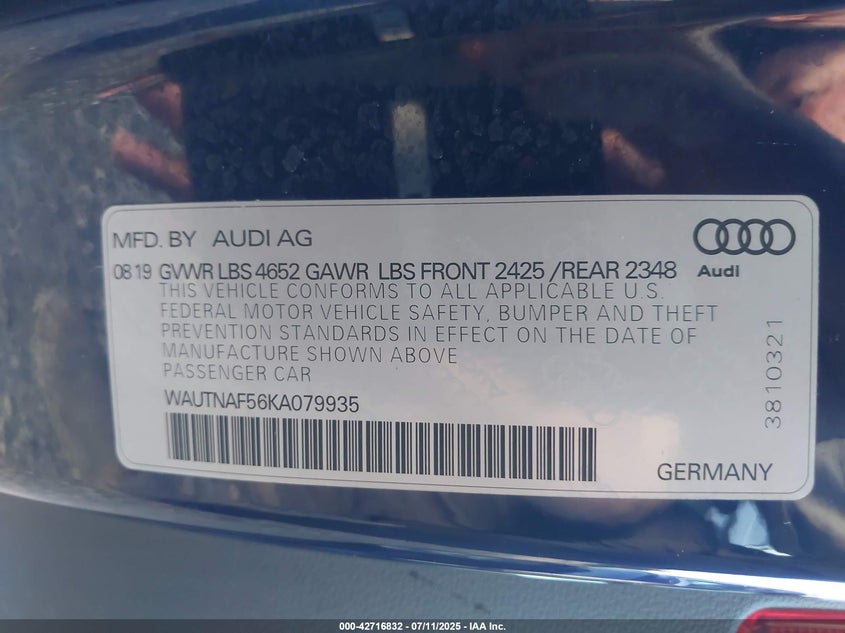 MFD. BY AUDI AG
Audi
08 19 GVWR LBS 4652 GAWR LBS FRONT 2425 /REAR 2348
THIS VEHICLE CONFORMS TO ALL APPLICABLE U.S.
FEDERAL MOTOR VEHICLE SAFETY, BUMPER AND THEFT
PREVENTION STANDARDS IN EFFECT ON THE DATE OF
MANUFACTURE SHOWN ABOVE
PASSENGER CAR
WAUTNAF56KA079935
3810321
GERMANY
000-42716832 - 07/11/2025 - IAA Inc.